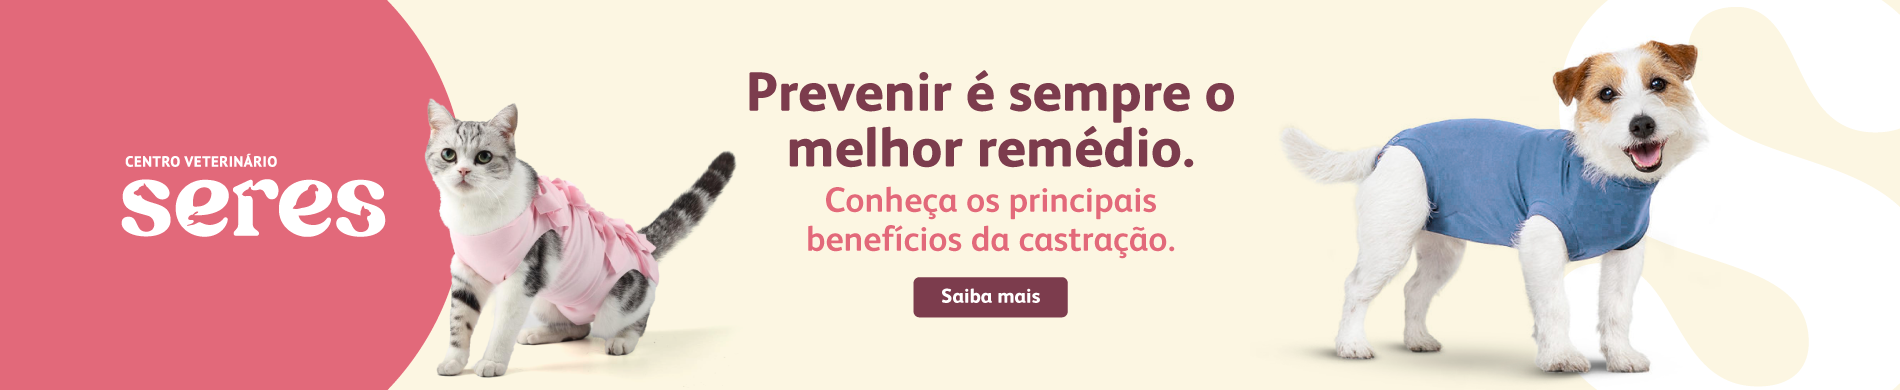 CENTRO VETERINÁRIO
seres
Prevenir é sempre o
melhor remédio.
Conheça os principais
benefícios da castração.
Saiba mais